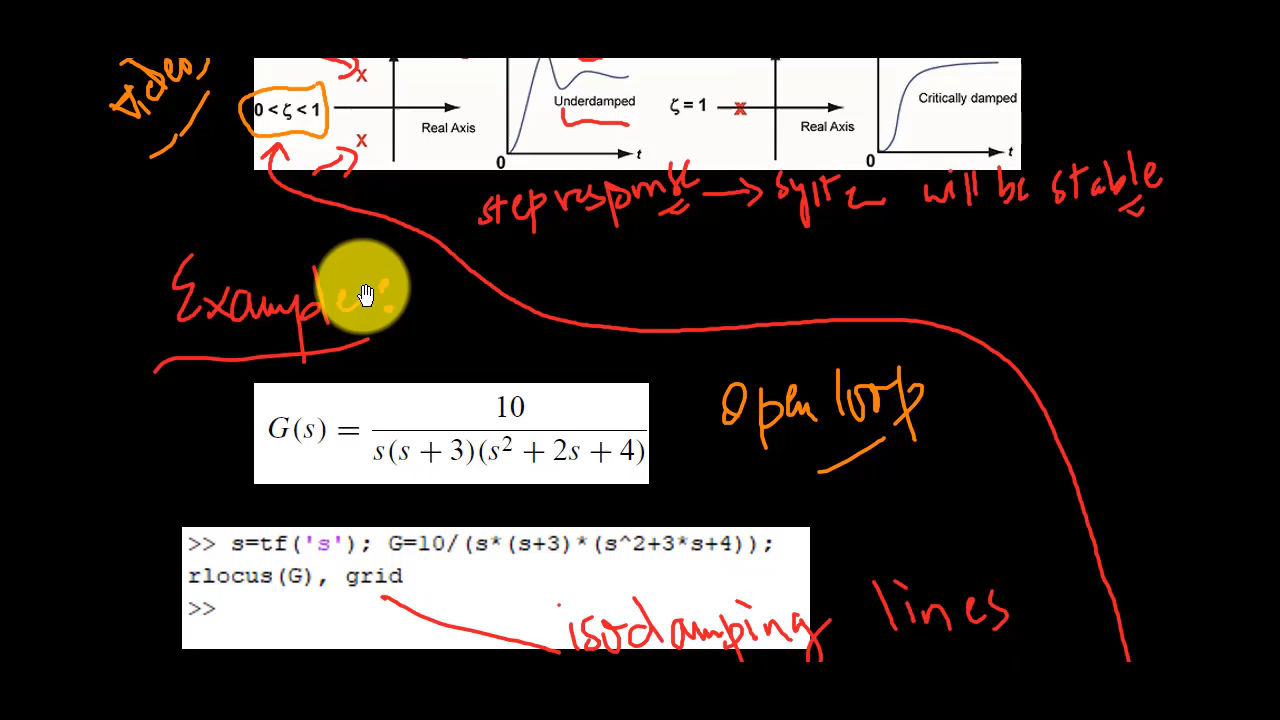 video,
0 < ζ < 1
x
x
Real Axis
Underdamped
0
t
ζ = 1
x
Real Axis
Critically damped
0
t
step response → will be stable
Example:
G(s) = 10 / s(s + 3)(s² + 2s + 4)
Open loop
>> s=tf('s'); G=10/(s*(s+3)*(s^2+3*s+4));
rlocus(G), grid
>>
isodamping lines